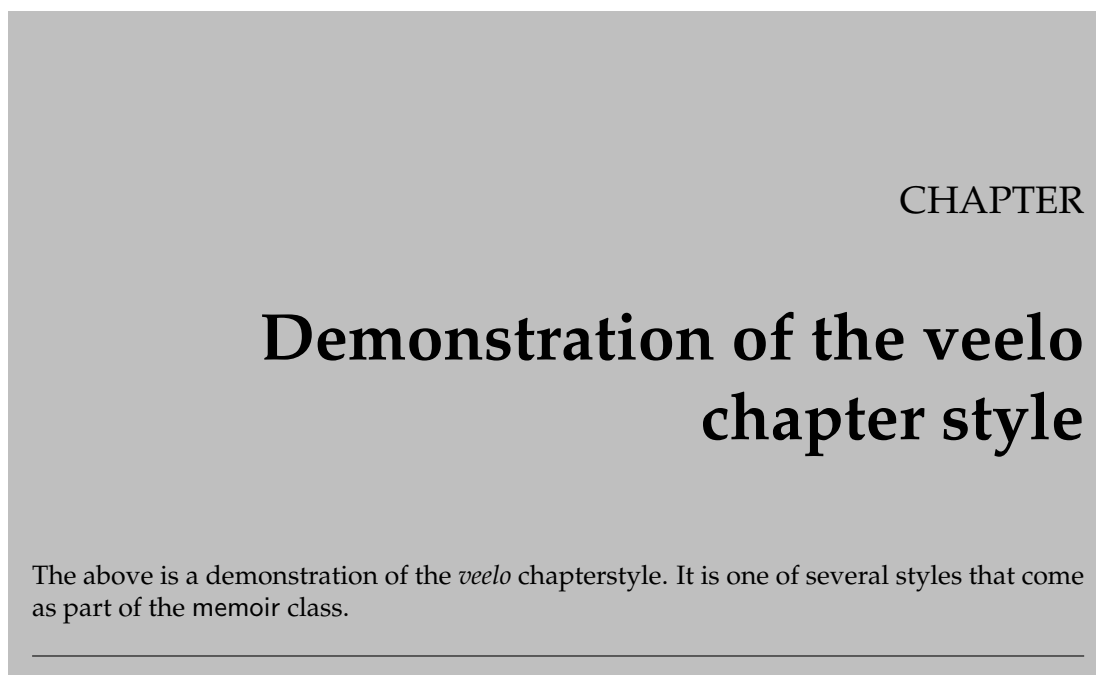 CHAPTER
Demonstration of the veelo
chapter style
The above is a demonstration of the veelo chapterstyle. It is one of several styles that come
as part of the memoir class.